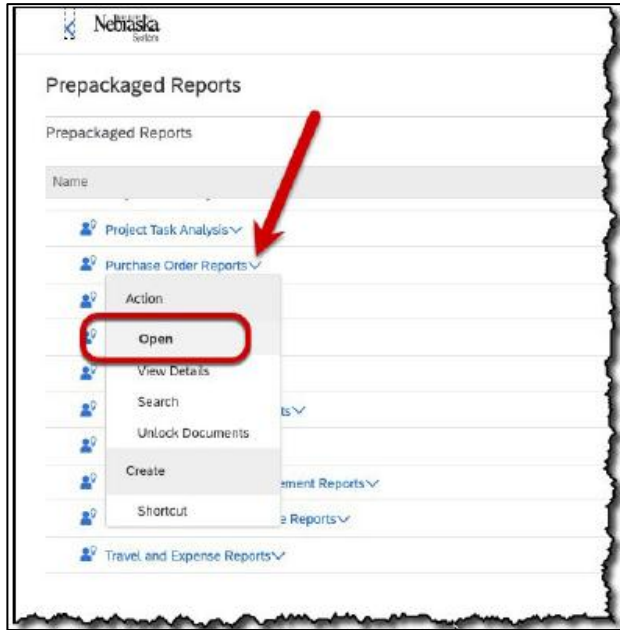 Nebraska
System
Prepackaged Reports
Prepackaged Reports
Name
Project Task Analysis
Purchase Order Reports
Action
Open
View Details
Search
ts
Unlock Documents
Create
ement Reports
Shortcut
e Reports
Travel and Expense Reports